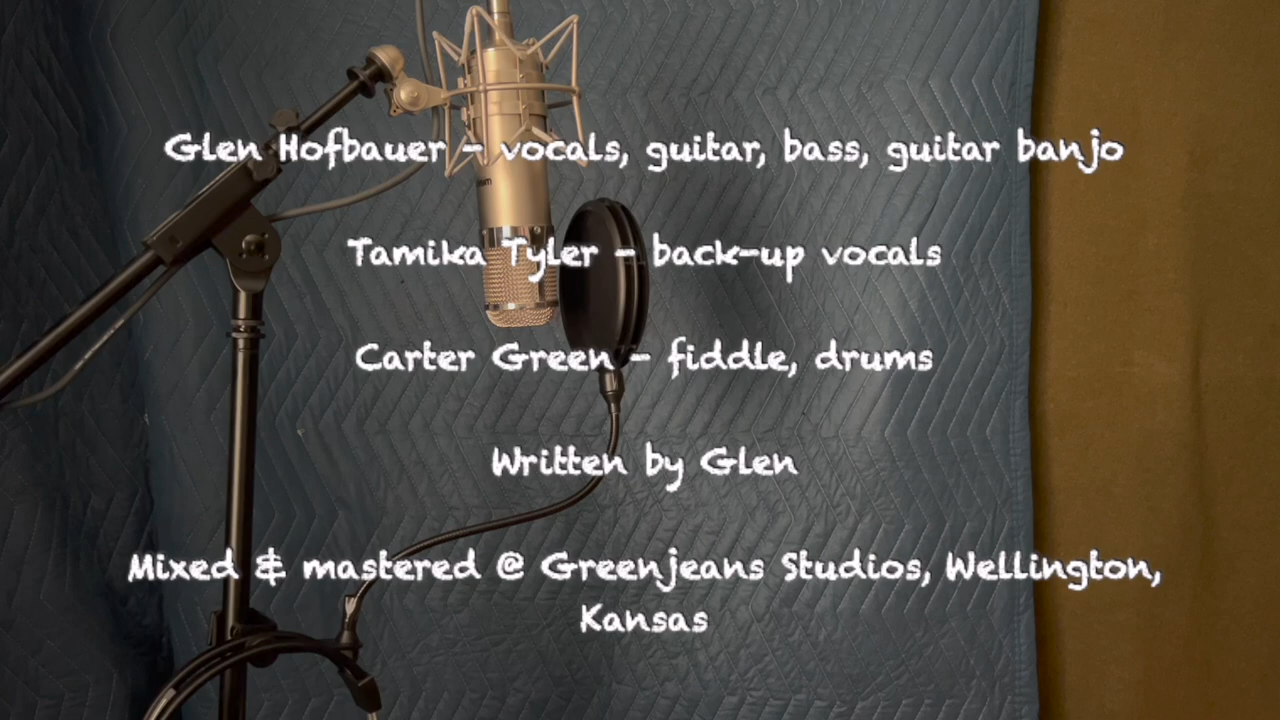 Glen Hofbauer - vocals, guitar, bass, guitar banjo
Tamika Tyler - back-up vocals
Carter Green - fiddle, drums
Written by Glen
Mixed & mastered @ Greenjeans Studios, Wellington,
Kansas